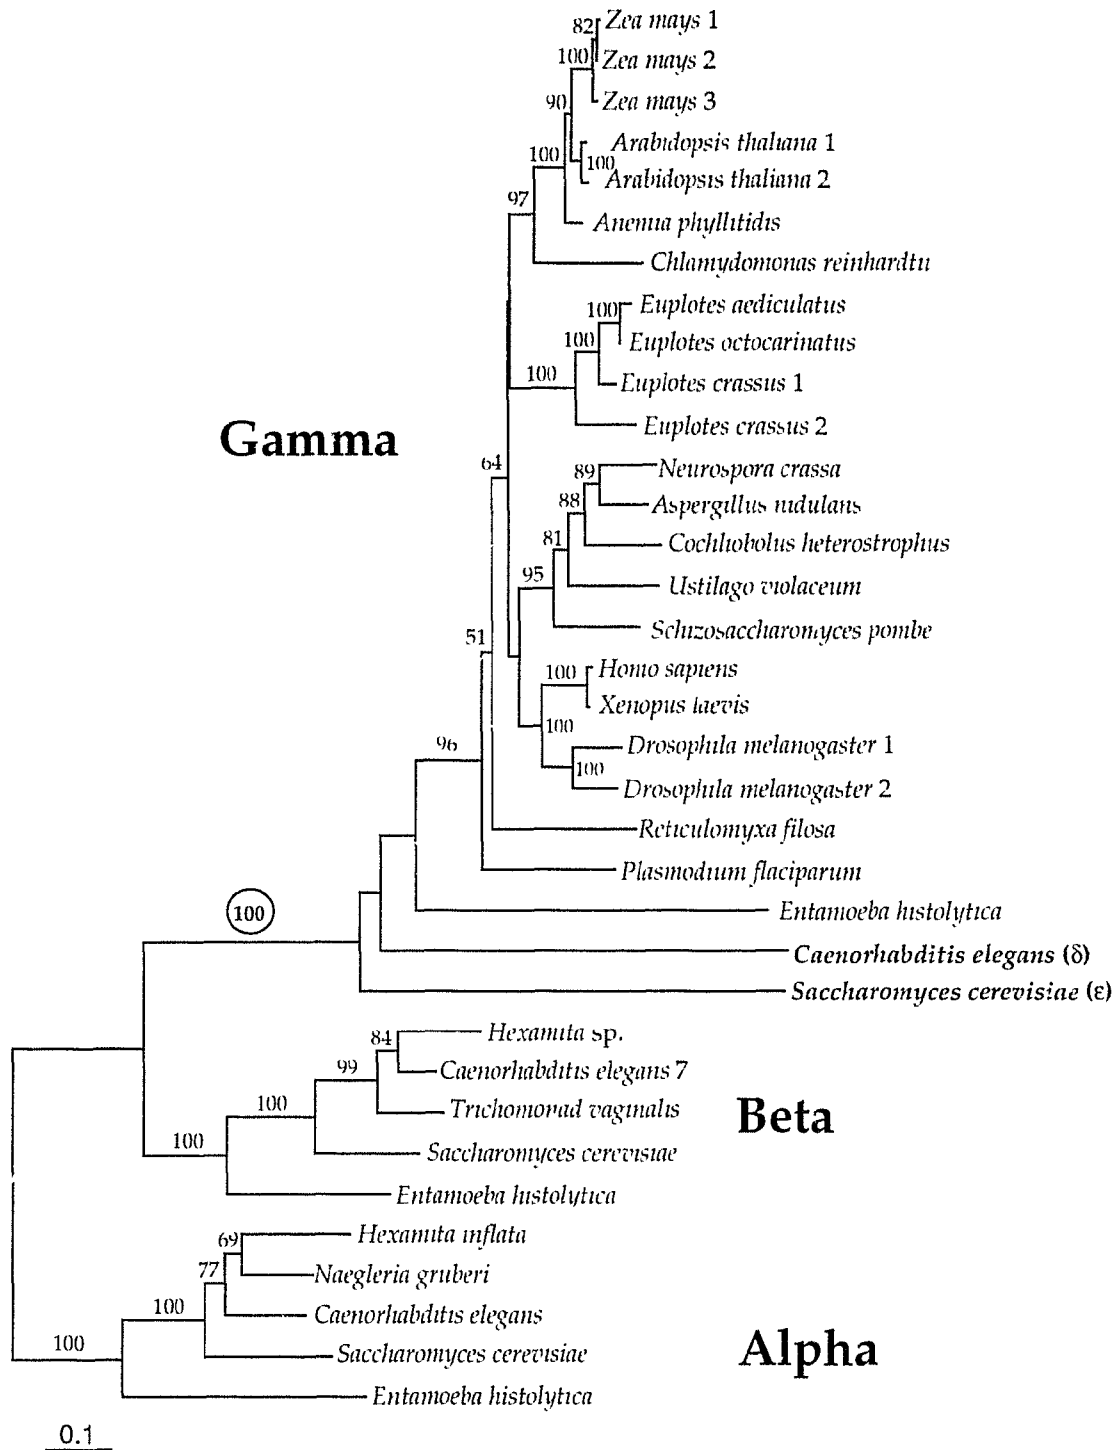 82
Zea mays 1
100
Zea mays 2
90
Zea mays 3
Arabidopsis thaliana 1
100
100
Arabidopsis thaliana 2
97
Anemia phyllitidis
Chlamydomonas reinhardtii
100
Euplotes aediculatus
100
Euplotes octocarinatus
100
Euplotes crassus 1
Euplotes crassus 2
Gamma
64
89
Neurospora crassa
88
Aspergillus nidulans
81
Cochliobolus heterostrophus
95
Ustilago violaceum
51
Schizosaccharomyces pombe
100
Homo sapiens
Xenopus laevis
100
Drosophila melanogaster 1
96
100
Drosophila melanogaster 2
Reticulomyxa filosa
Plasmodium flaciparum
100
Entamoeba histolytica
Caenorhabditis elegans (δ)
Saccharomyces cerevisiae (ε)
84
Hexamita sp.
99
Caenorhabditis elegans 7
100
Trichomonad vaginalis
Beta
100
Saccharomyces cerevisiae
Entamoeba histolytica
69
Hexamita inflata
77
Naegleria gruberi
100
Caenorhabditis elegans
100
Saccharomyces cerevisiae
Alpha
Entamoeba histolytica
0.1